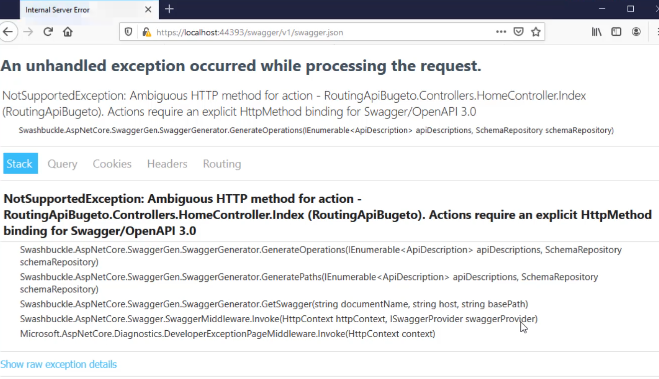 Internal Server Error
https://localhost:44393/swagger/v1/swagger.json
An unhandled exception occurred while processing the request.
NotSupportedException: Ambiguous HTTP method for action - RoutingApiBugeto.Controllers.HomeController.Index
(RoutingApiBugeto). Actions require an explicit HttpMethod binding for Swagger/OpenAPI 3.0
Swashbuckle.AspNetCore.SwaggerGen.SwaggerGenerator.GenerateOperations(IEnumerable<ApiDescription> apiDescriptions, SchemaRepository schemaRepository)
Stack Query Cookies Headers Routing
NotSupportedException: Ambiguous HTTP method for action -
RoutingApiBugeto.Controllers.HomeController.Index (RoutingApiBugeto). Actions require an explicit HttpMethod
binding for Swagger/OpenAPI 3.0
Swashbuckle.AspNetCore.SwaggerGen.SwaggerGenerator.GenerateOperations(IEnumerable<ApiDescription> apiDescriptions, SchemaRepository
schemaRepository)
Swashbuckle.AspNetCore.SwaggerGen.SwaggerGenerator.GeneratePaths(IEnumerable<ApiDescription> apiDescriptions, SchemaRepository
schemaRepository)
Swashbuckle.AspNetCore.SwaggerGen.SwaggerGenerator.GetSwagger(string documentName, string host, string basePath)
Swashbuckle.AspNetCore.Swagger.SwaggerMiddleware.Invoke(HttpContext httpContext, ISwaggerProvider swaggerProvider)
Microsoft.AspNetCore.Diagnostics.DeveloperExceptionPageMiddleware.Invoke(HttpContext context)
Show raw exception details